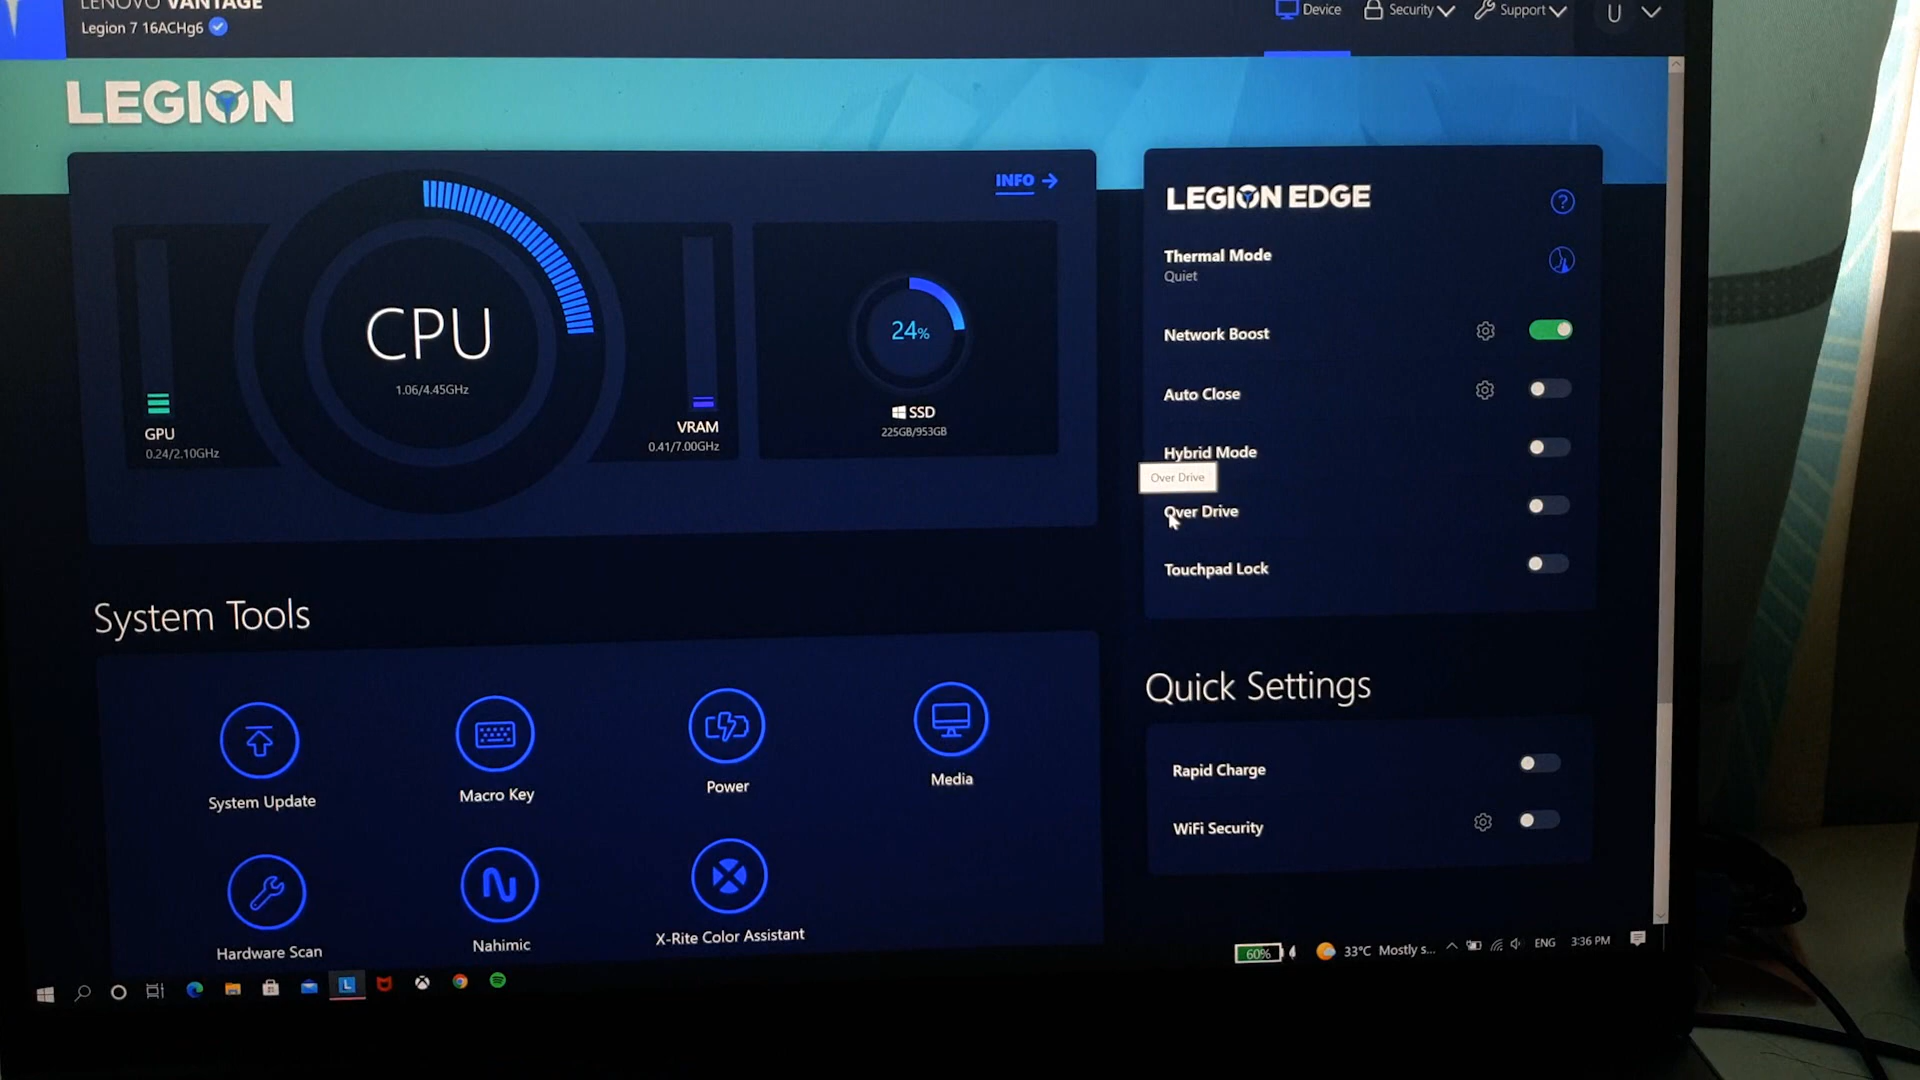 LENOVO VANTAGE
Legion 7 16ACHg6
Device
Security
Support
U
LEGION
INFO
CPU
1.06/4.45GHz
GPU
0.24/2.10GHz
VRAM
0.41/7.00GHz
24%
SSD
225GB/953GB
LEGION EDGE
?
Thermal Mode
Quiet
Network Boost
Auto Close
Hybrid Mode
Over Drive
Over Drive
Touchpad Lock
System Tools
System Update
Macro Key
Power
Media
Hardware Scan
Nahimic
X-Rite Color Assistant
Quick Settings
Rapid Charge
WiFi Security
L
60%
33°C Mostly s...
ENG
3:36 PM